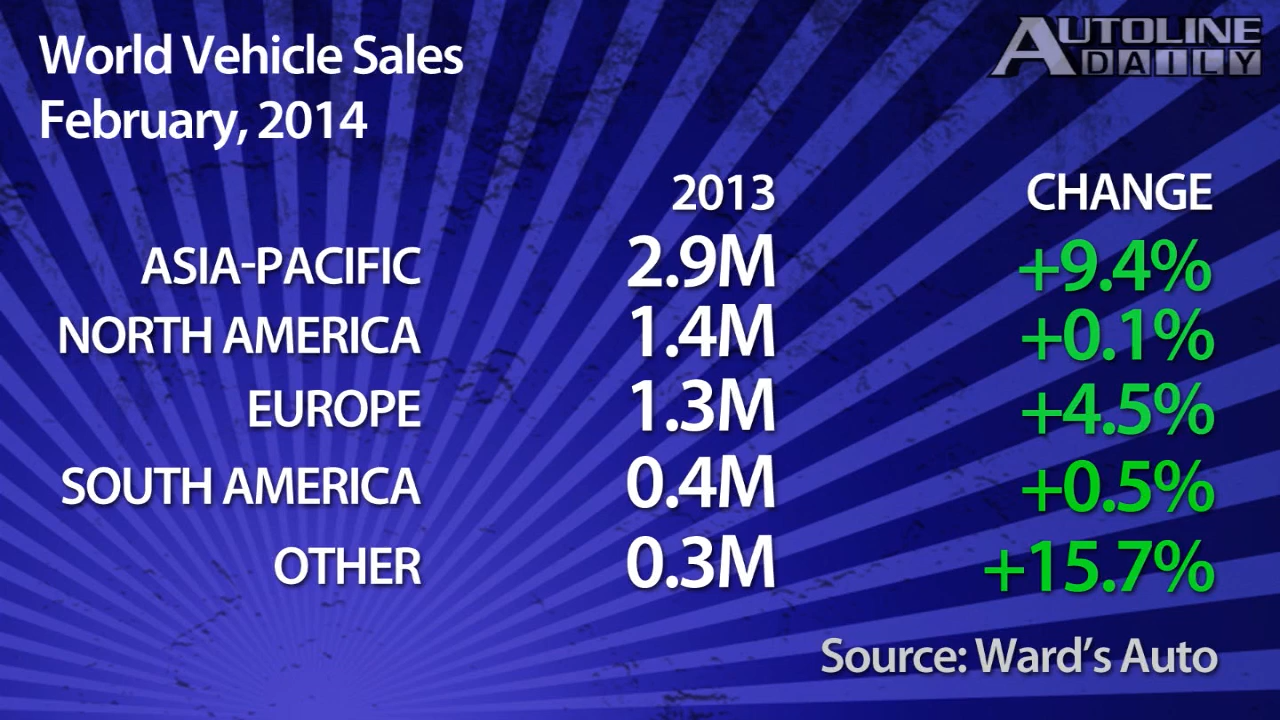 World Vehicle Sales
February, 2014
AUTOLINE
DAILY
2013 CHANGE
ASIA-PACIFIC 2.9M +9.4%
NORTH AMERICA 1.4M +0.1%
EUROPE 1.3M +4.5%
SOUTH AMERICA 0.4M +0.5%
OTHER 0.3M +15.7%
Source: Ward's Auto